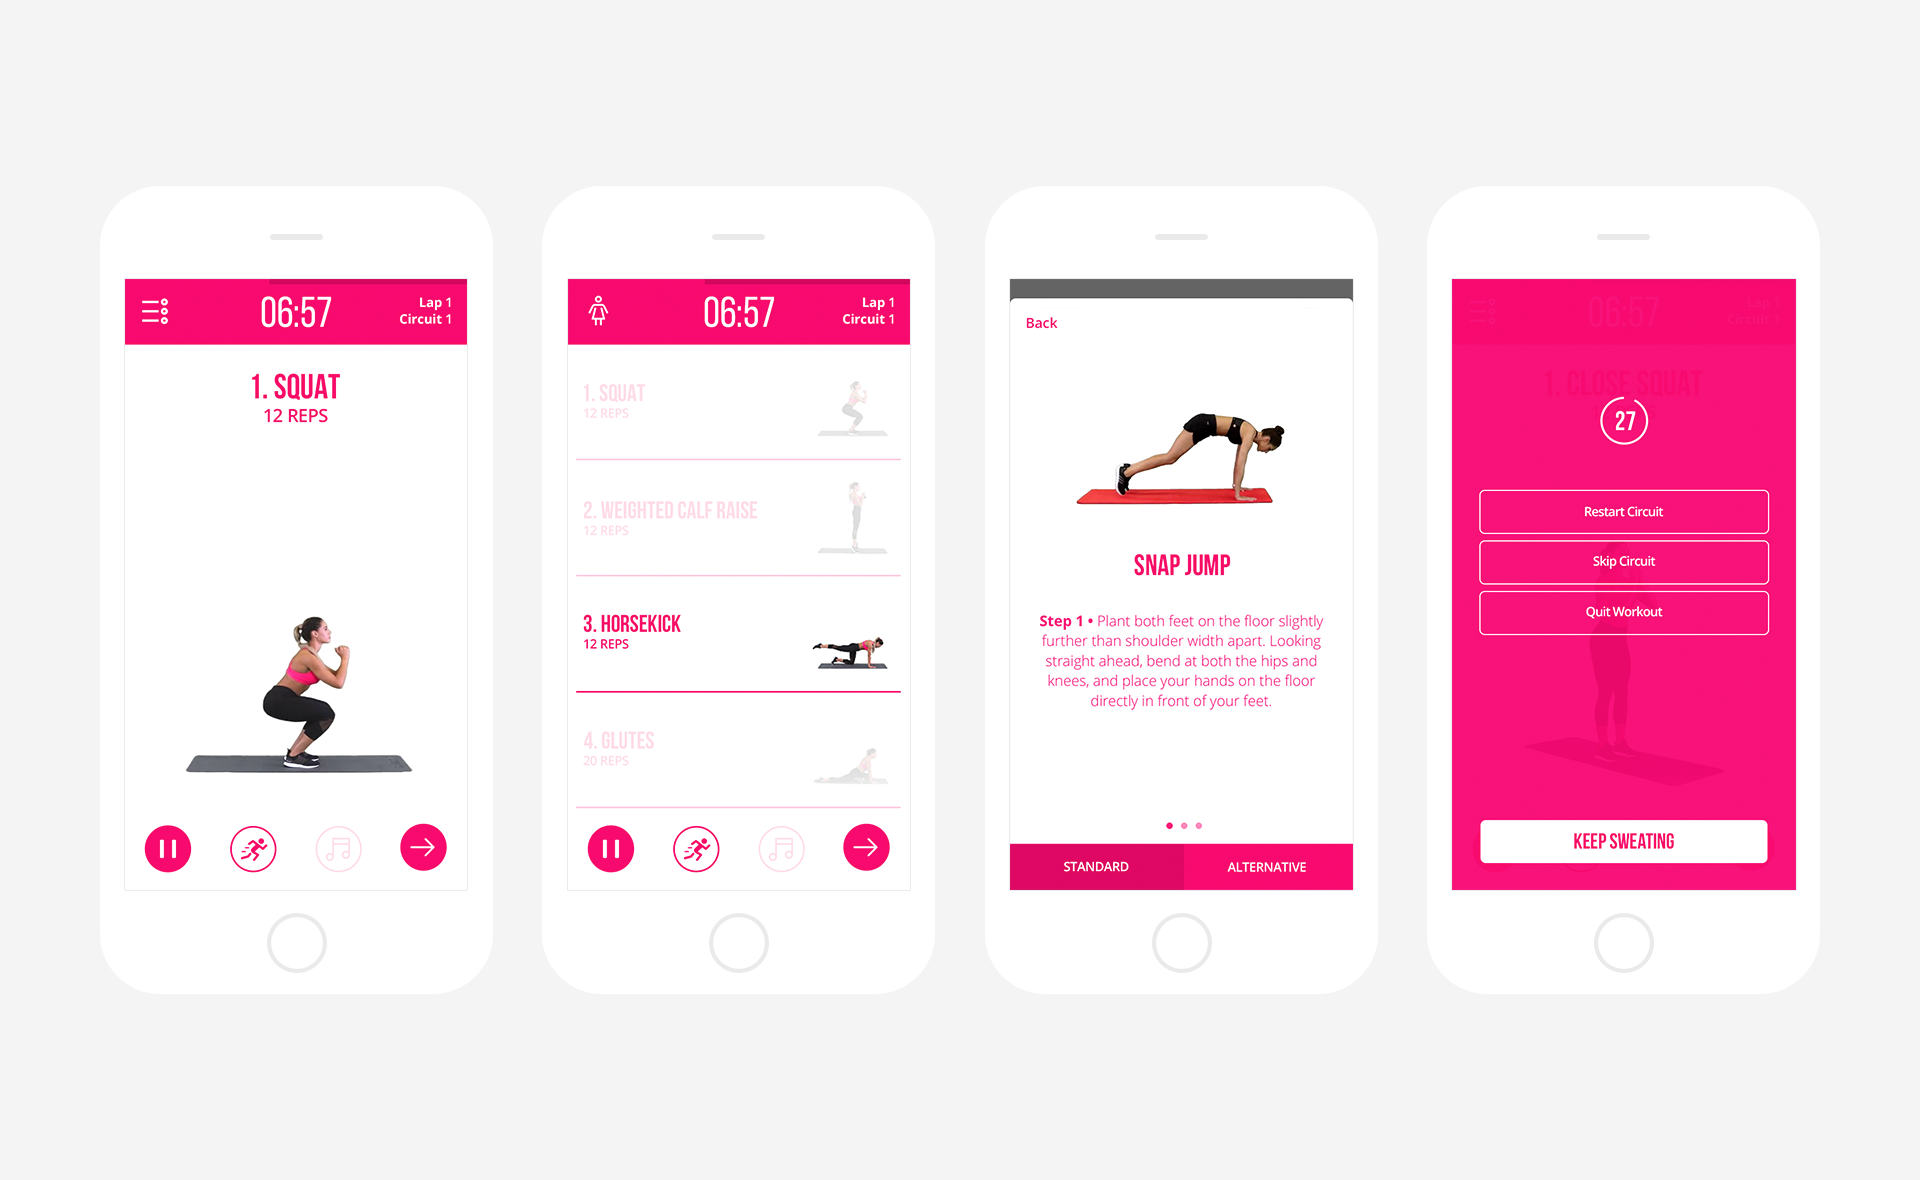 06:57
Lap 1
Circuit 1
1. SQUAT
12 REPS
06:57
Lap 1
Circuit 1
1. SQUAT
12 REPS
2. WEIGHTED CALF RAISE
12 REPS
3. HORSEKICK
12 REPS
4. GLUTES
20 REPS
Back
SNAP JUMP
Step 1 • Plant both feet on the floor slightly
further than shoulder width apart. Looking
straight ahead, bend at both the hips and
knees, and place your hands on the floor
directly in front of your feet.
STANDARD
ALTERNATIVE
06:57
Lap 1
Circuit 1
1. CLOSE SQUAT
27
Restart Circuit
Skip Circuit
Quit Workout
KEEP SWEATING